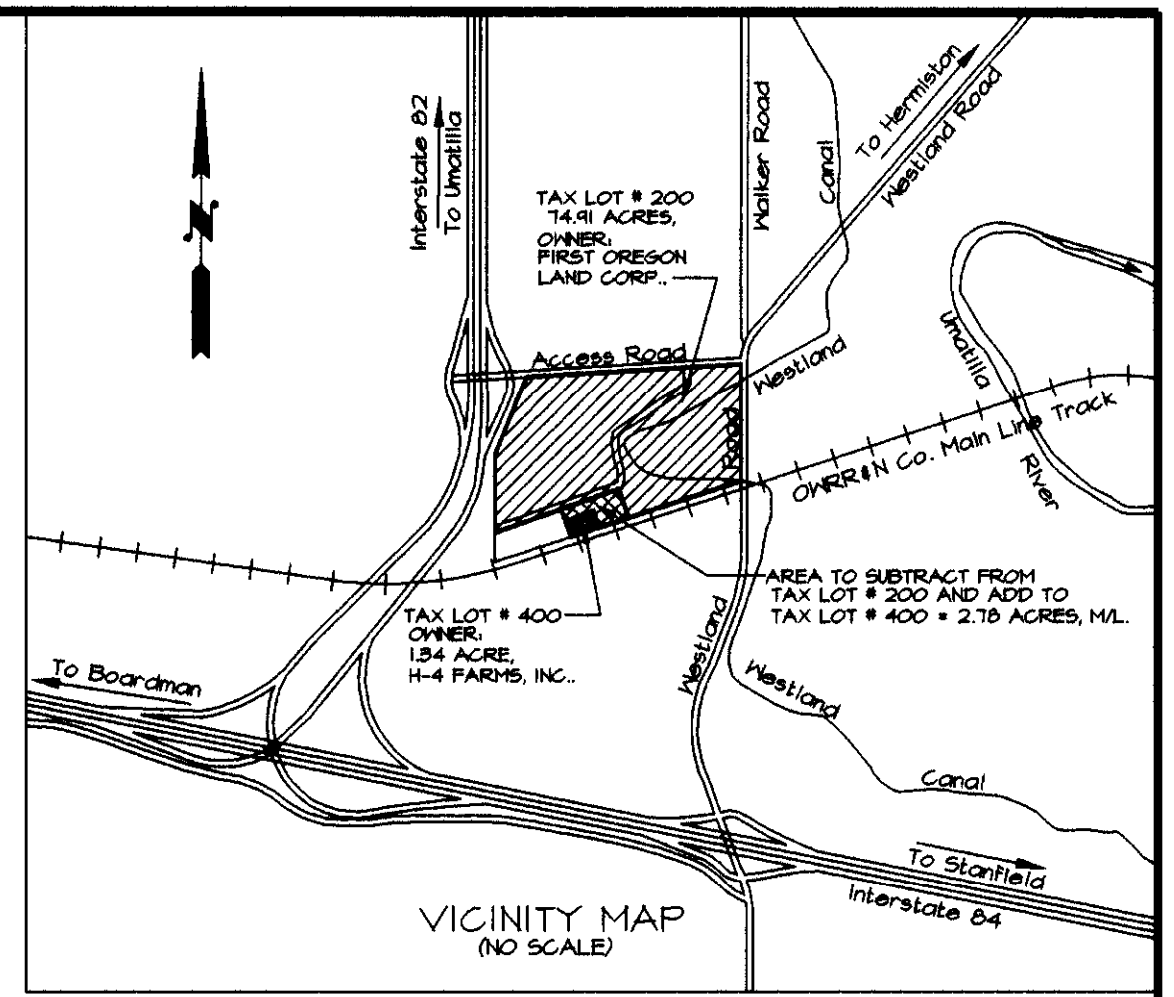 N
Interstate 82
To Umatilla
Walker Road
Canal
To Hermiston
Westland Road
TAX LOT # 200
74.91 ACRES,
OWNER:
FIRST OREGON
LAND CORP..
Access Road
Westland
Road
Umatilla
River
OWRR&N Co. Main Line Track
AREA TO SUBTRACT FROM
TAX LOT # 200 AND ADD TO
TAX LOT # 400 = 2.78 ACRES, M/L.
TAX LOT # 400
OWNER:
1.34 ACRE,
H-4 FARMS, INC..
To Boardman
Westland
Westland
Canal
To Stanfield
Interstate 84
VICINITY MAP
(NO SCALE)